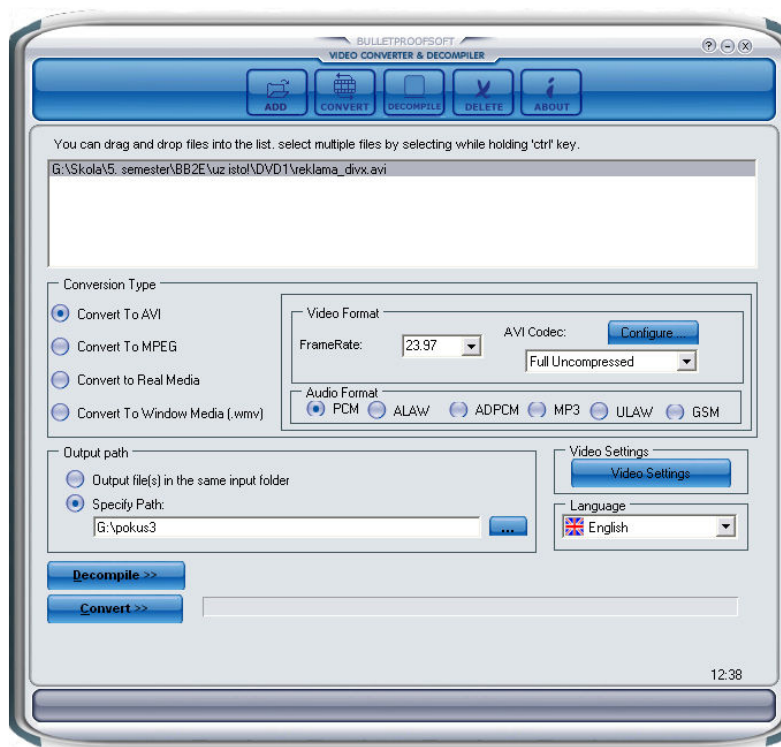 BULLETPROOFSOFT
VIDEO CONVERTER & DECOMPILER
? - x
ADD CONVERT DECOMPILE DELETE ABOUT
You can drag and drop files into the list. select multiple files by selecting while holding 'ctrl' key.
G:\Skola\5. semester\BB2E\uz isto!\DVD1\reklama_divx.avi
Conversion Type
Convert To AVI
Convert To MPEG
Convert to Real Media
Convert To Window Media (.wmv)
Video Format
FrameRate: 23.97 AVI Codec: Configure ...
Full Uncompressed
Audio Format
PCM ALAW ADPCM MP3 ULAW GSM
Output path
Output file(s) in the same input folder
Specify Path:
G:\pokus3 ...
Video Settings
Video Settings
Language
English
Decompile >>
Convert >>
12:38